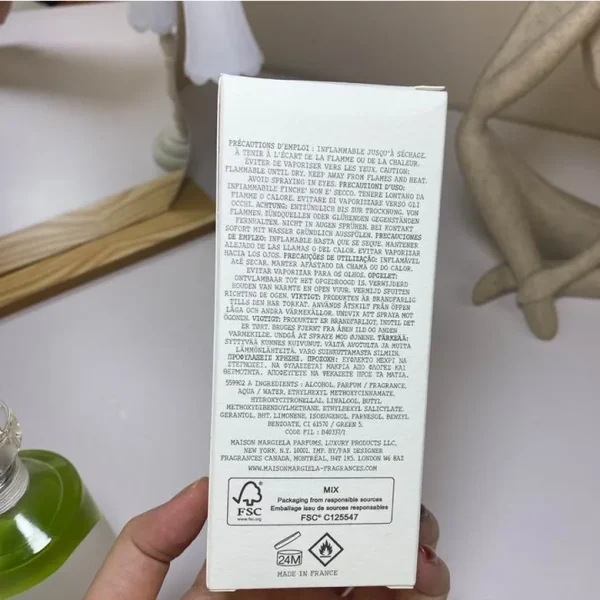 PRÉCAUTIONS D'EMPLOI : INFLAMMABLE JUSQU'À SÉCHAGE.
À TENIR À L'ÉCART DE LA FLAMME OU DE LA CHALEUR.
ÉVITER DE VAPORISER VERS LES YEUX. CAUTION:
FLAMMABLE UNTIL DRY. KEEP AWAY FROM FLAMES AND HEAT.
AVOID SPRAYING IN EYES. PRECAUZIONI D'USO:
INFIAMMABILE FINCHE' NON E' SECCO. TENERE LONTANO DA
FIAMME O CALORE. EVITARE DI VAPORIZZARE VERSO GLI
OCCHI. ACHTUNG: ENTZÜNDLICH BIS ZUR TROCKNUNG. VON
FLAMMEN, ZÜNDQUELLEN ODER GLÜHENDEN GEGENSTÄNDEN
FERNHALTEN. NICHT IN AUGEN SPRÜHEN. BEI KONTAKT
SOFORT MIT WASSER GRÜNDLICH AUSSPÜLEN. PRECAUCIONES
DE EMPLEO: INFLAMABLE HASTA QUE SE SEQUE. MANTENER
ALEJADO DE LAS LLAMAS O DEL CALOR. EVITAR VAPORIZAR
HACIA LOS OJOS. PRECAUÇÕES DE UTILIZAÇÃO: INFLAMÁVEL
ATÉ SECAR. MANTER AFASTADO DA CHAMA OU DO CALOR.
EVITAR VAPORIZAR PARA OS OLHOS. OPGELET:
ONTVLAMBAAR TOT HET OPGEDROOGD IS. VERWIJDERD
HOUDEN VAN WARMTE EN OPEN VUUR. VERMIJD SPUITEN
RICHTING DE OGEN. VIKTIGT: PRODUKTEN ÄR BRANDFARLIG
TILLS DEN HAR TORKAT. ANVÄNDS ÅTSKILT FRÅN ÖPPEN
LÅGA OCH ANDRA VÄRMEKÄLLOR. UNDVIK ATT SPRAYA MOT
ÖGONEN. VIGTIGT: PRODUKTET ER BRANDFARLIGT, INDTIL DET
ER TØRT. BRUGES FJERNT FRA ÅBEN ILD OG ANDEN
VARMEKILDE. UNDGÅ AT SPRAYE MOD ØJNENE. TÄRKEÄÄ:
SYTTYVÄÄ KUNNES KUIVUNUT. VÄLTÄ AVOTULTA JA MUITA
LÄMMÖNLÄHTEITÄ. VARO SUIHKUTTAMASTA SILMIIN.
ΠΡΟΦΥΛΑΞΕΙΣ ΧΡΗΣΗΣ. ΠΡΟΣΟΧΗ: ΕΥΦΛΕΚΤΟ ΜΕΧΡΙ ΝΑ
ΣΤΕΓΝΩΣΕΙ. ΝΑ ΦΥΛΑΣΣΕΤΑΙ ΜΑΚΡΙΑ ΑΠΟ ΦΛΟΓΕΣ ΚΑΙ
ΘΕΡΜΟΤΗΤΑ. ΑΠΟΦΕΥΓΕΤΕ ΝΑ ΨΕΚΑΖΕΤΕ ΠΡΟΣ ΤΑ ΜΑΤΙΑ.
559902 A INGREDIENTS : ALCOHOL, PARFUM / FRAGRANCE,
AQUA / WATER, ETHYLHEXYL METHOXYCINNAMATE,
HYDROXYCITRONELLAL, LINALOOL, BUTYL
METHOXYDIBENZOYLMETHANE, ETHYLHEXYL SALICYLATE,
GERANIOL, BHT, LIMONENE, ISOEUGENOL, FARNESOL, BENZYL
BENZOATE, CI 61570 / GREEN 5.
CODE FIL : B40337/1
MAISON MARGIELA PARFUMS, LUXURY PRODUCTS LLC,
NEW YORK, N.Y. 10001. IMP. BY/PAR DESIGNER
FRAGRANCES CANADA, MONTRÉAL, H4T 1K5. LONDON W6 8AZ
WWW.MAISONMARGIELA-FRAGRANCES.COM
FSC
www.fsc.org
MIX
Packaging from responsible sources
Emballage issu de sources responsables
FSC® C125547
24M
MADE IN FRANCE